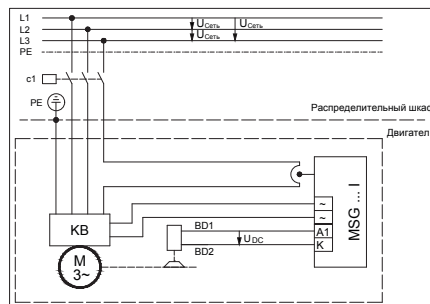 L1
L2
L3
PE
UСеть
UСеть
UСеть
c1
PE
Распределительный шкаф
Двигатель
MSG ... I
~
~
A1
K
KB
BD1
UDC
BD2
M
3~